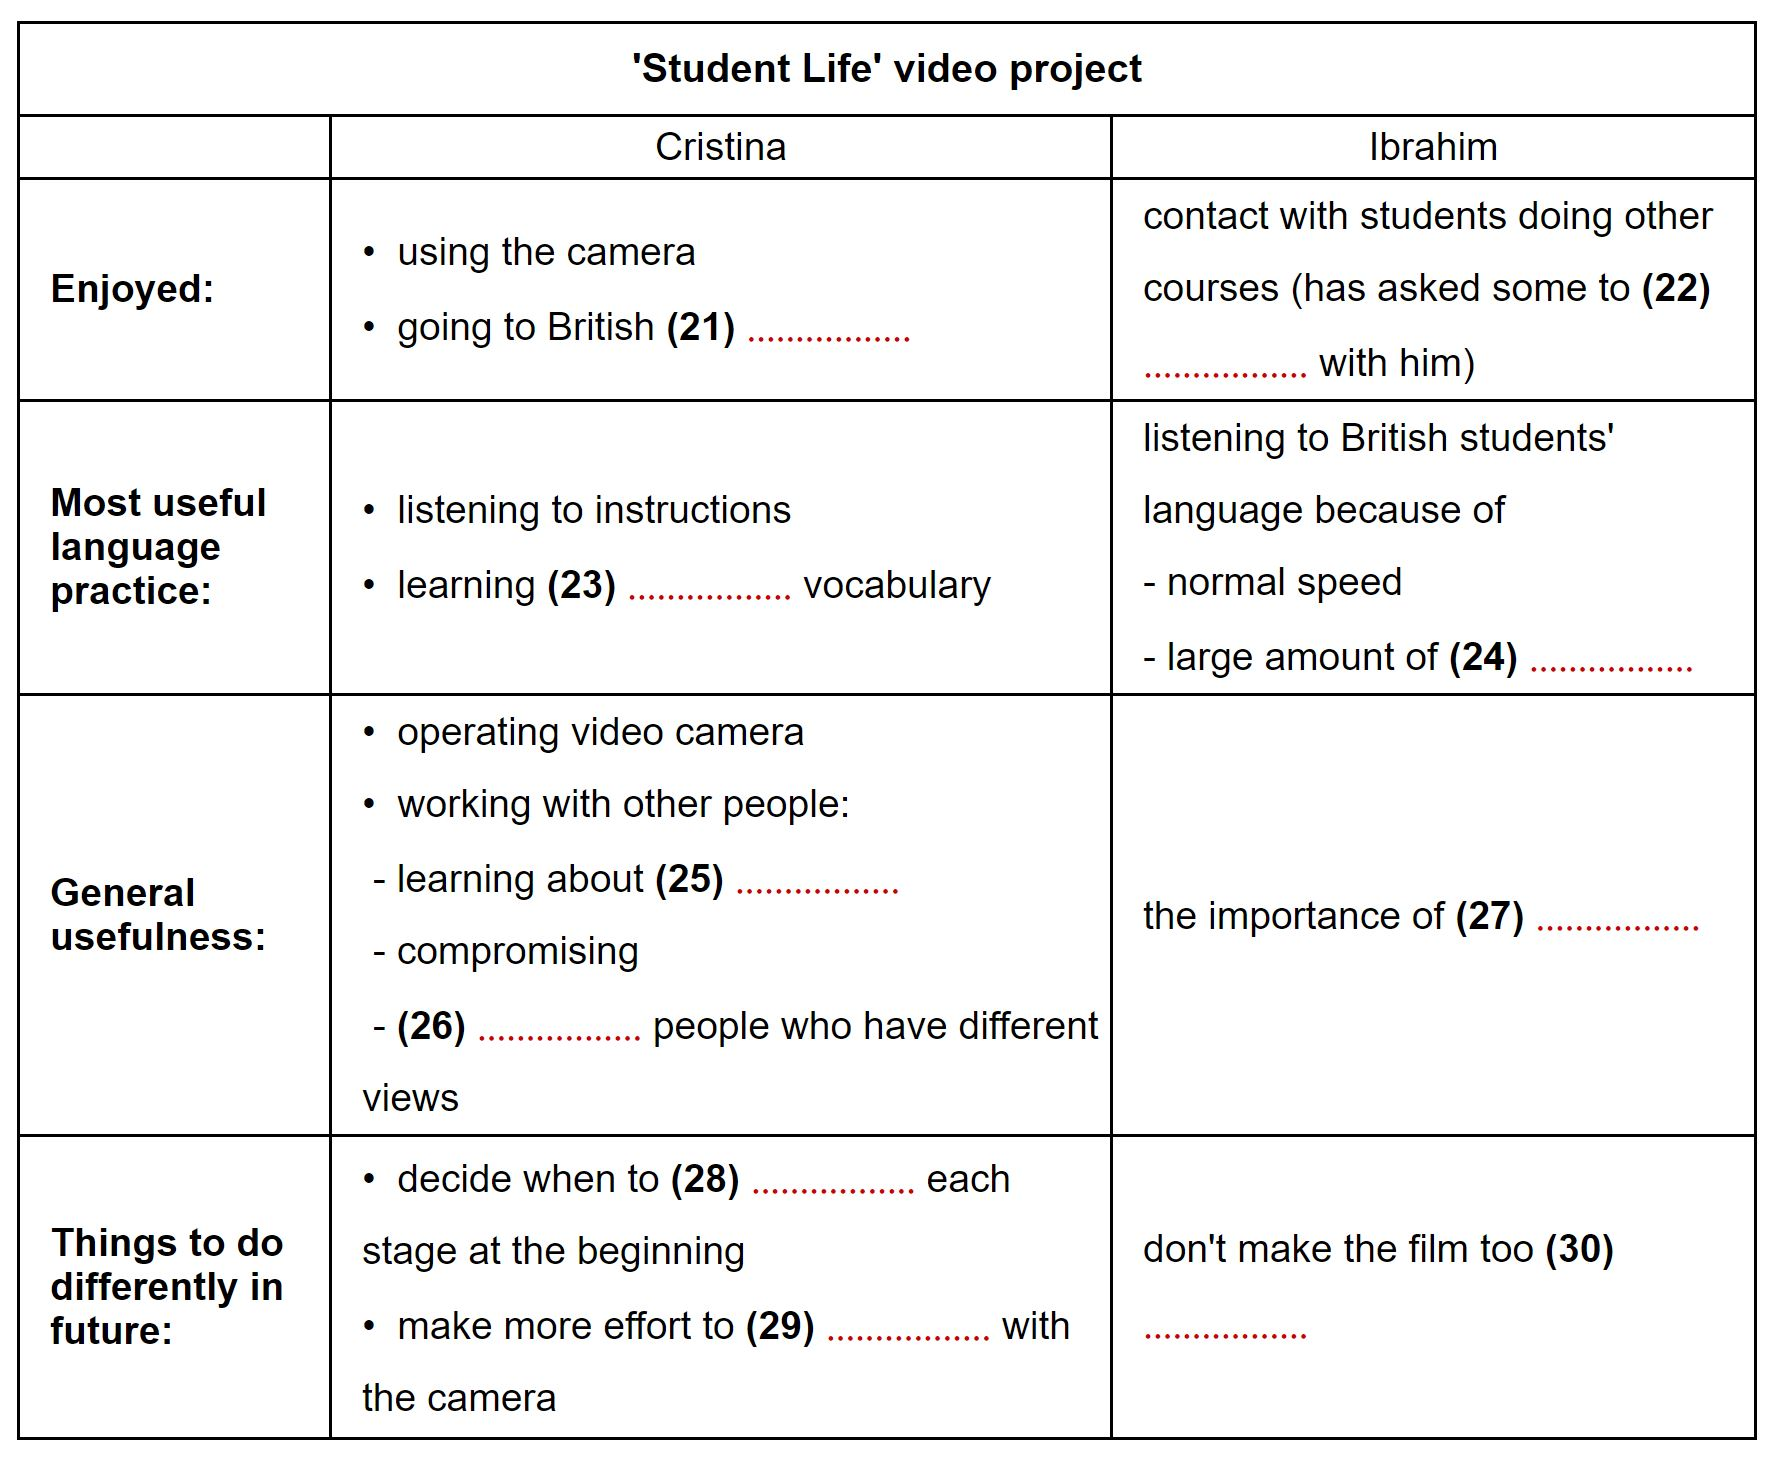 'Student Life' video project
Cristina
Ibrahim
Enjoyed:
• using the camera
• going to British (21) .................
contact with students doing other
courses (has asked some to (22)
................. with him)
Most useful
language
practice:
• listening to instructions
• learning (23) ................. vocabulary
listening to British students'
language because of
- normal speed
- large amount of (24) .................
General
usefulness:
• operating video camera
• working with other people:
- learning about (25) .................
- compromising
- (26) ................. people who have different
views
the importance of (27) .................
Things to do
differently in
future:
• decide when to (28) ................. each
stage at the beginning
• make more effort to (29) ................. with
the camera
don't make the film too (30)
.................